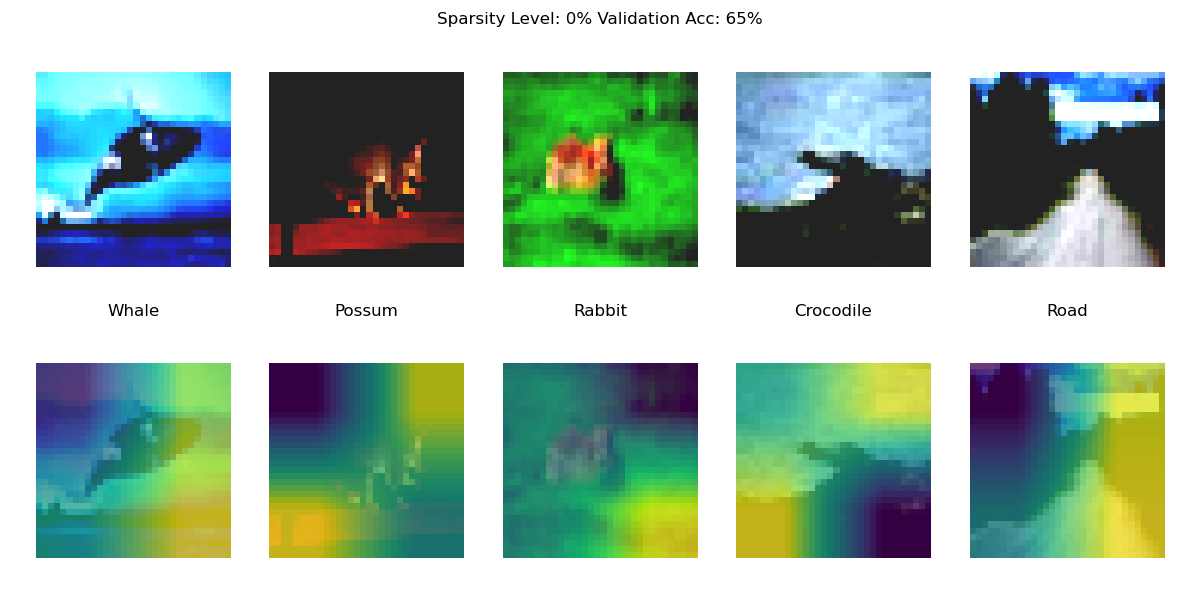 Sparsity Level: 0% Validation Acc: 65%
Whale
Possum
Rabbit
Crocodile
Road